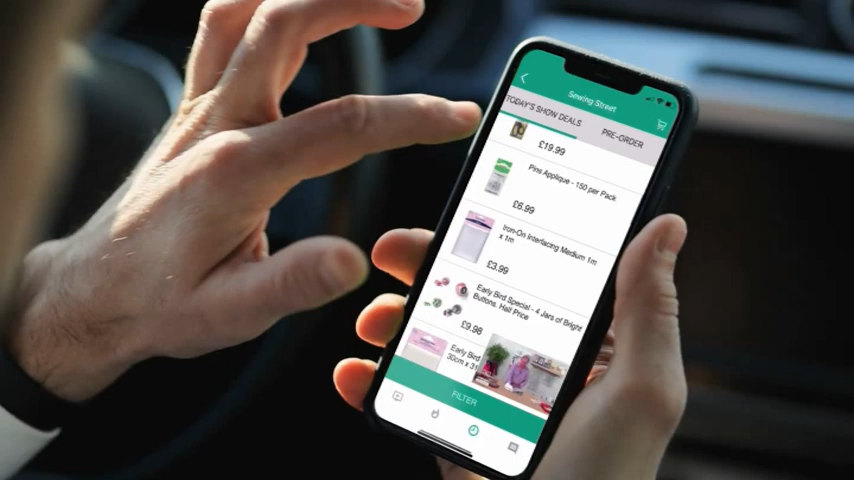 Sewing Street
TODAY'S SHOW DEALS
PRE-ORDER
£19.99
Pins Applique - 150 per Pack
£6.99
Iron-On Interfacing Medium 1m
x 1m
£3.99
Early Bird Special - 4 Jars of Bright
Buttons. Half Price
£9.98
Early Bird
30cm x
FILTER